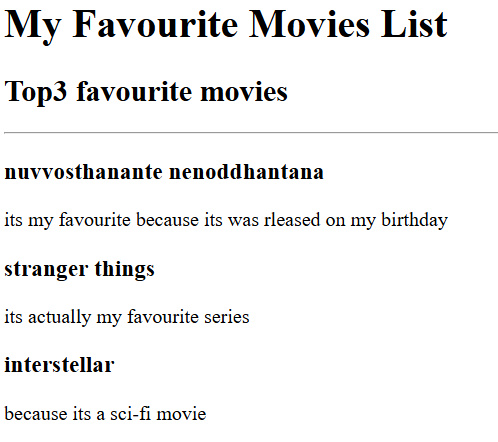 My Favourite Movies List
Top3 favourite movies
nuvvosthanante nenoddhantana
its my favourite because its was rleased on my birthday
stranger things
its actually my favourite series
interstellar
because its a sci-fi movie